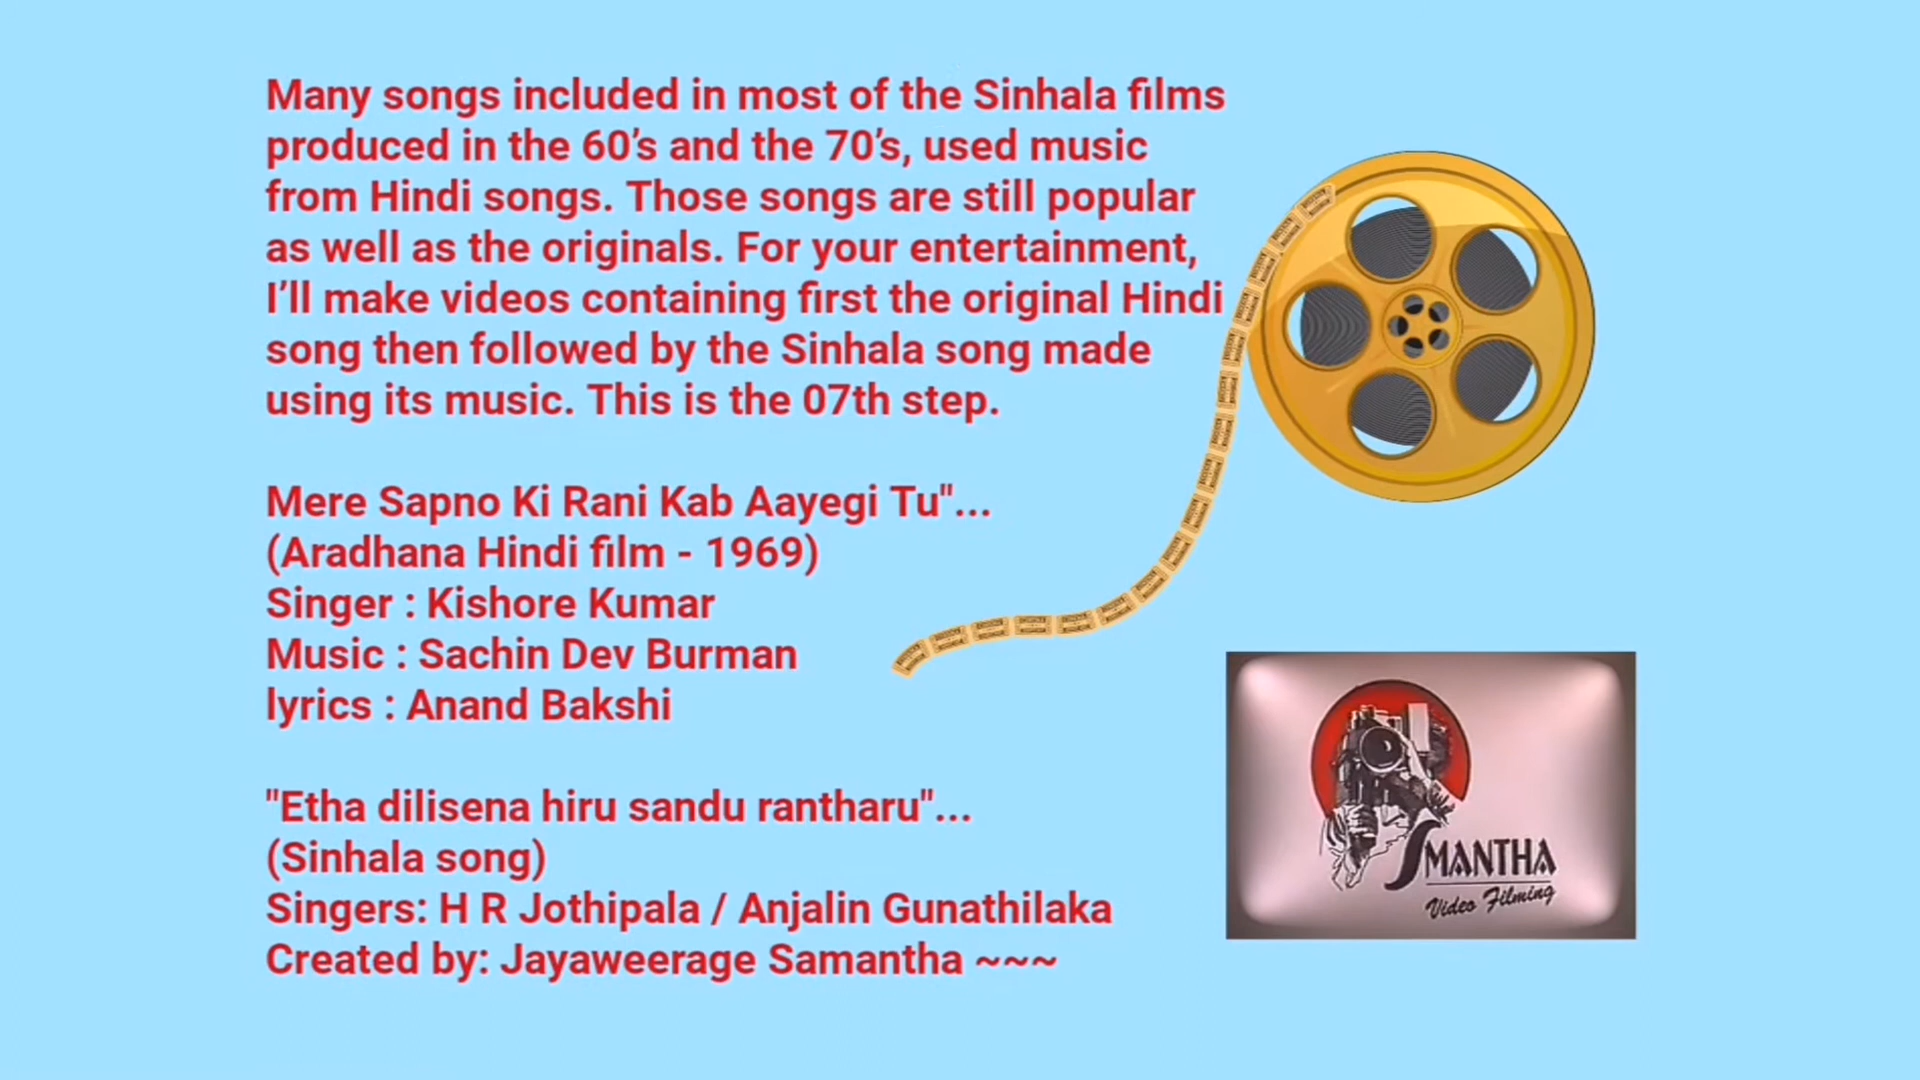 Many songs included in most of the Sinhala films
produced in the 60’s and the 70’s, used music
from Hindi songs. Those songs are still popular
as well as the originals. For your entertainment,
I’ll make videos containing first the original Hindi
song then followed by the Sinhala song made
using its music. This is the 07th step.
Mere Sapno Ki Rani Kab Aayegi Tu"...
(Aradhana Hindi film - 1969)
Singer : Kishore Kumar
Music : Sachin Dev Burman
lyrics : Anand Bakshi
"Etha dilisena hiru sandu rantharu"...
(Sinhala song)
Singers: H R Jothipala / Anjalin Gunathilaka
Created by: Jayaweerage Samantha ~~~
SMANTHA
Video Filming